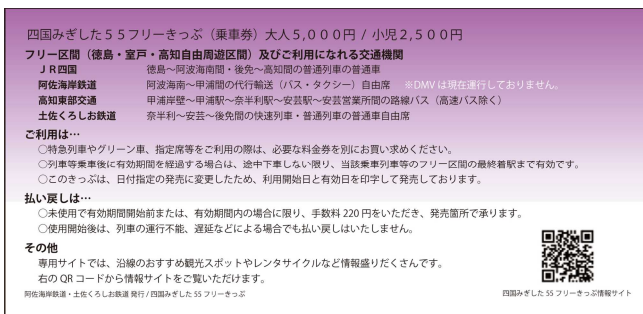 四国みぎした55フリーきっぷ（乗車券）大人5,000円 / 小児2,500円
フリー区間（徳島・室戸・高知自由周遊区間）及びご利用になれる交通機関
ＪＲ四国　徳島～阿波海南間・後免～高知間の普通列車の普通車
阿佐海岸鉄道　阿波海南～甲浦間の代行輸送（バス・タクシー）自由席　※DMVは現在運行しておりません。
高知東部交通　甲浦岸壁～甲浦駅～奈半利駅～安芸駅～安芸営業所間の路線バス（高速バス除く）
土佐くろしお鉄道　奈半利～安芸～後免間の快速列車・普通列車の普通車自由席
ご利用は…
○特急列車やグリーン車、指定席等をご利用の際は、必要な料金券を別にお買い求めください。
○列車等乗車後に有効期間を経過する場合は、途中下車しない限り、当該乗車列車等のフリー区間の最終着駅まで有効です。
○このきっぷは、日付指定の発売に変更したため、利用開始日と有効日を印字して発売しております。
払い戻しは…
○未使用で有効期間開始前または、有効期間内の場合に限り、手数料220円をいただき、発売箇所で承ります。
○使用開始後は、列車の運行不能、遅延などによる場合でも払い戻しはいたしません。
その他
専用サイトでは、沿線のおすすめ観光スポットやレンタサイクルなど情報盛りだくさんです。
右のQRコードから情報サイトをご覧いただけます。
阿佐海岸鉄道・土佐くろしお鉄道 発行 / 四国みぎした55フリーきっぷ
四国みぎした55フリーきっぷ情報サイト